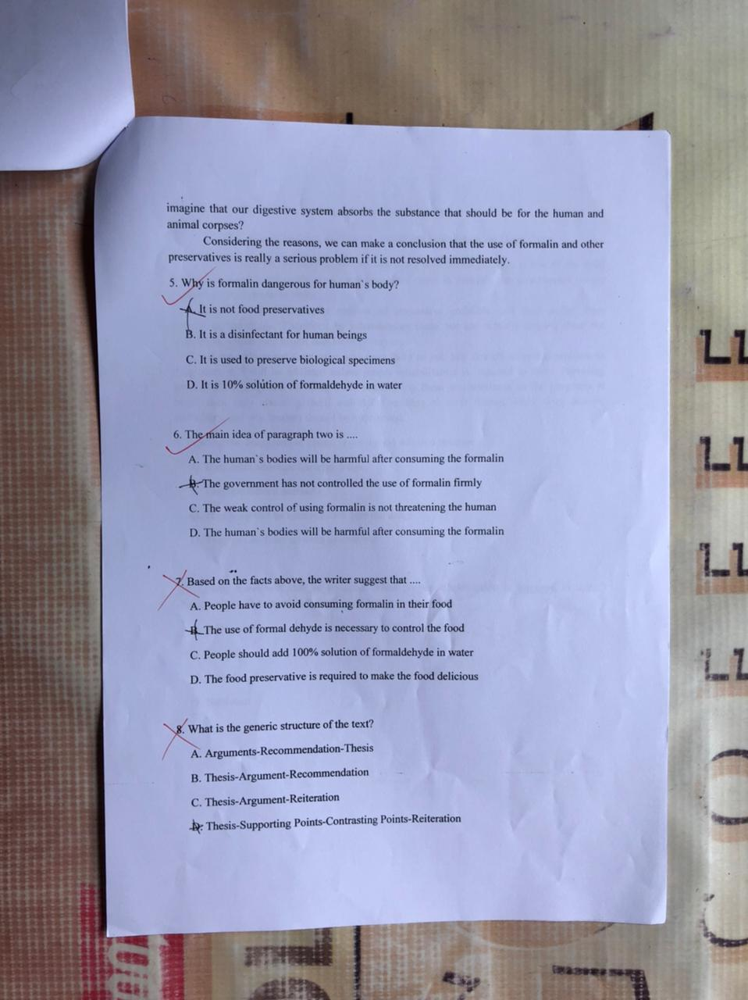 imagine that our digestive system absorbs the substance that should be for the human and
animal corpses?
Considering the reasons, we can make a conclusion that the use of formalin and other
preservatives is really a serious problem if it is not resolved immediately.
5. Why is formalin dangerous for human`s body?
A. It is not food preservatives
B. It is a disinfectant for human beings
C. It is used to preserve biological specimens
D. It is 10% solution of formaldehyde in water
6. The main idea of paragraph two is ....
A. The human`s bodies will be harmful after consuming the formalin
B. The government has not controlled the use of formalin firmly
C. The weak control of using formalin is not threatening the human
D. The human`s bodies will be harmful after consuming the formalin
7. Based on the facts above, the writer suggest that ....
A. People have to avoid consuming formalin in their food
B. The use of formal dehyde is necessary to control the food
C. People should add 100% solution of formaldehyde in water
D. The food preservative is required to make the food delicious
8. What is the generic structure of the text?
A. Arguments-Recommendation-Thesis
B. Thesis-Argument-Recommendation
C. Thesis-Argument-Reiteration
D. Thesis-Supporting Points-Contrasting Points-Reiteration